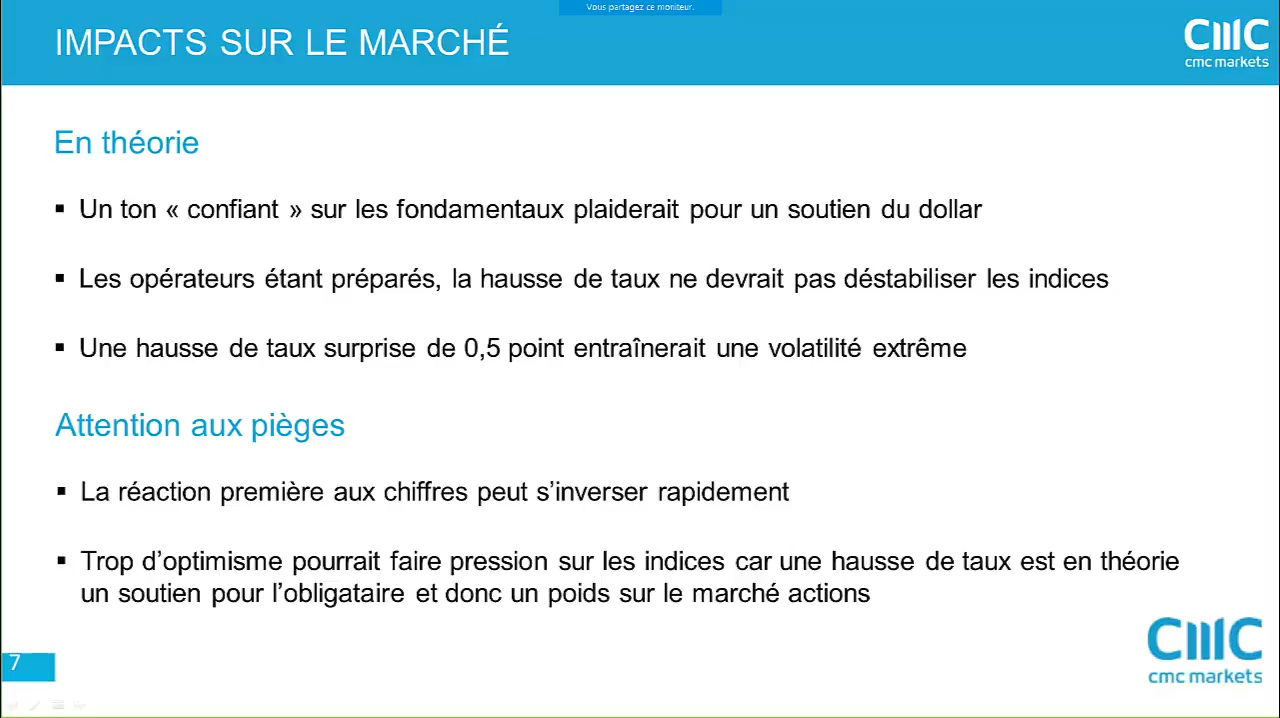 Vous partagez ce moniteur.
IMPACTS SUR LE MARCHÉ
CMC
cmc markets
En théorie
▪ Un ton « confiant » sur les fondamentaux plaiderait pour un soutien du dollar
▪ Les opérateurs étant préparés, la hausse de taux ne devrait pas déstabiliser les indices
▪ Une hausse de taux surprise de 0,5 point entraînerait une volatilité extrême
Attention aux pièges
▪ La réaction première aux chiffres peut s’inverser rapidement
▪ Trop d’optimisme pourrait faire pression sur les indices car une hausse de taux est en théorie
un soutien pour l’obligataire et donc un poids sur le marché actions
7
CMC
cmc markets